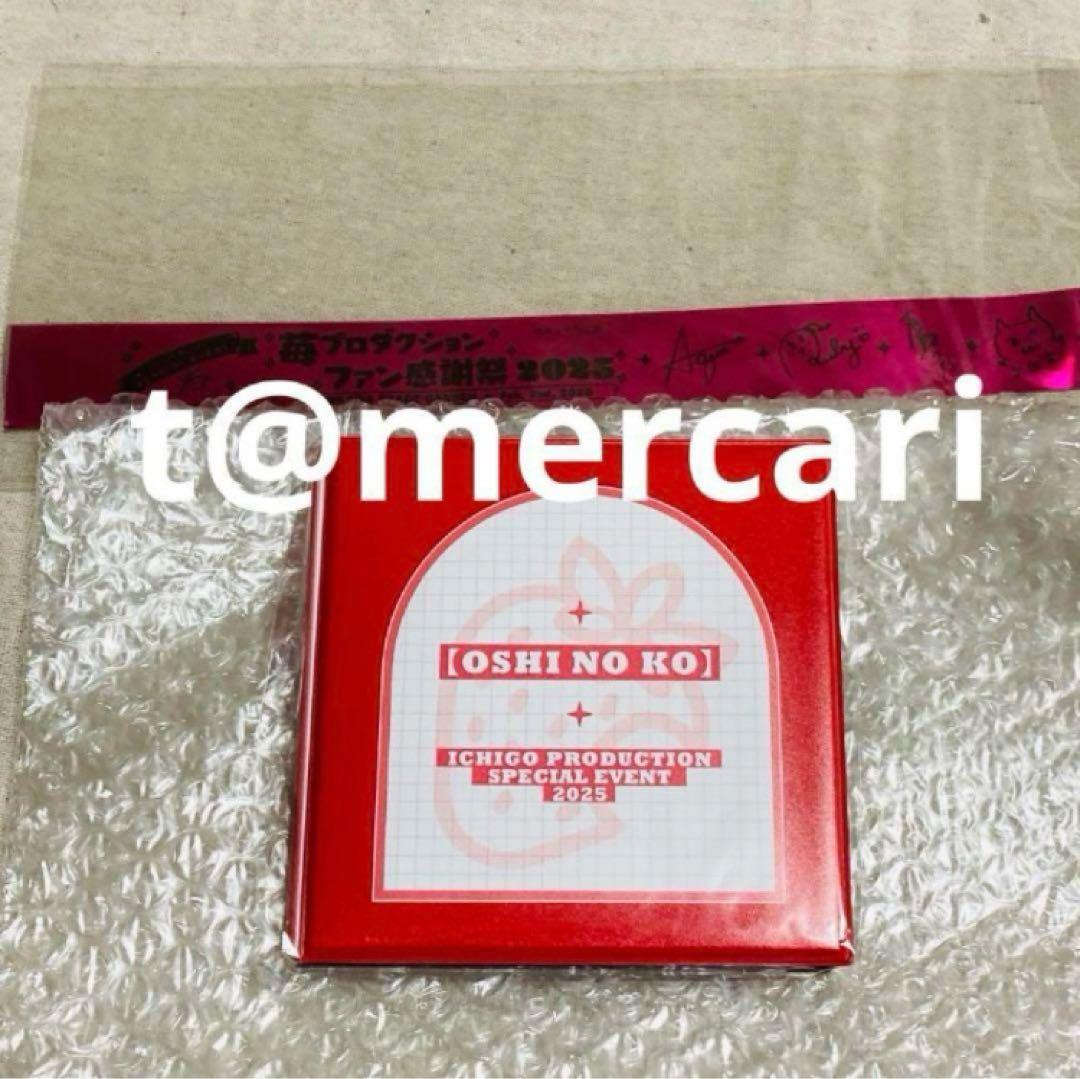 苺プロダクション
ファン感謝祭 2025
Aqua
Ruby
t@mercari
【OSHI NO KO】
ICHIGO PRODUCTION
SPECIAL EVENT
2025